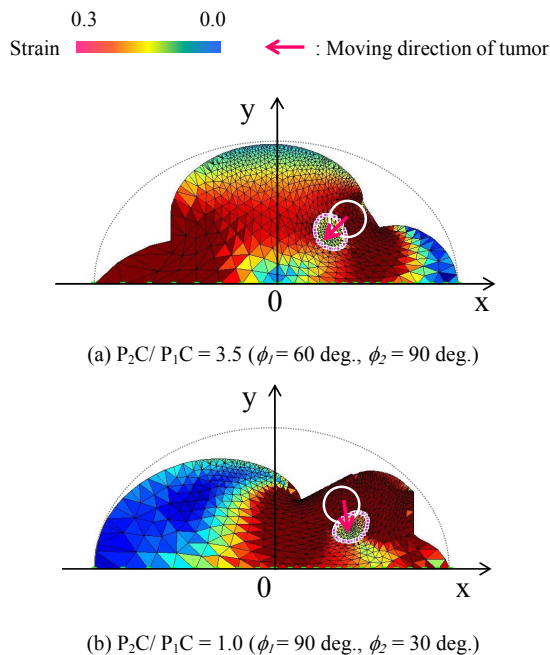 0.3 0.0
Strain : Moving direction of tumor
y
0
x
(a) P₂C/ P₁C = 3.5 (ϕ₁ = 60 deg., ϕ₂ = 90 deg.)
y
0
x
(b) P₂C/ P₁C = 1.0 (ϕ₁ = 90 deg., ϕ₂ = 30 deg.)